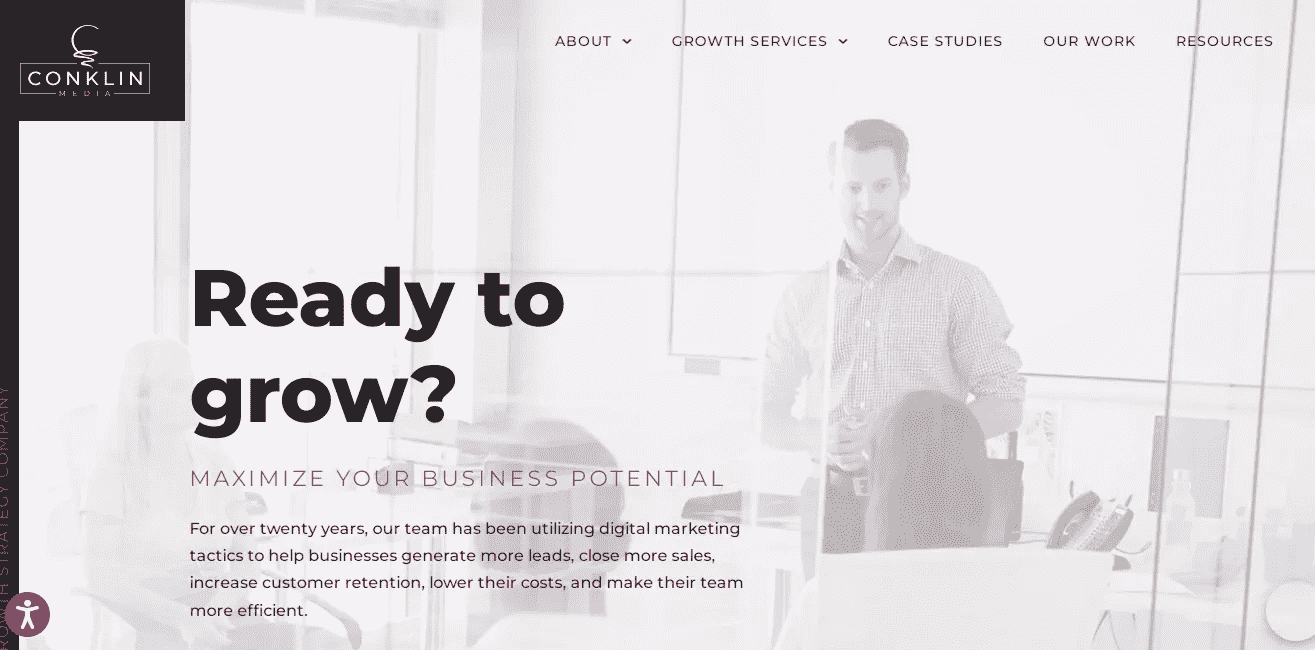 CONKLIN
MEDIA
ABOUT
GROWTH SERVICES
CASE STUDIES
OUR WORK
RESOURCES
Ready to
grow?
MAXIMIZE YOUR BUSINESS POTENTIAL
For over twenty years, our team has been utilizing digital marketing
tactics to help businesses generate more leads, close more sales,
increase customer retention, lower their costs, and make their team
more efficient.
STRATEGY COMPANY